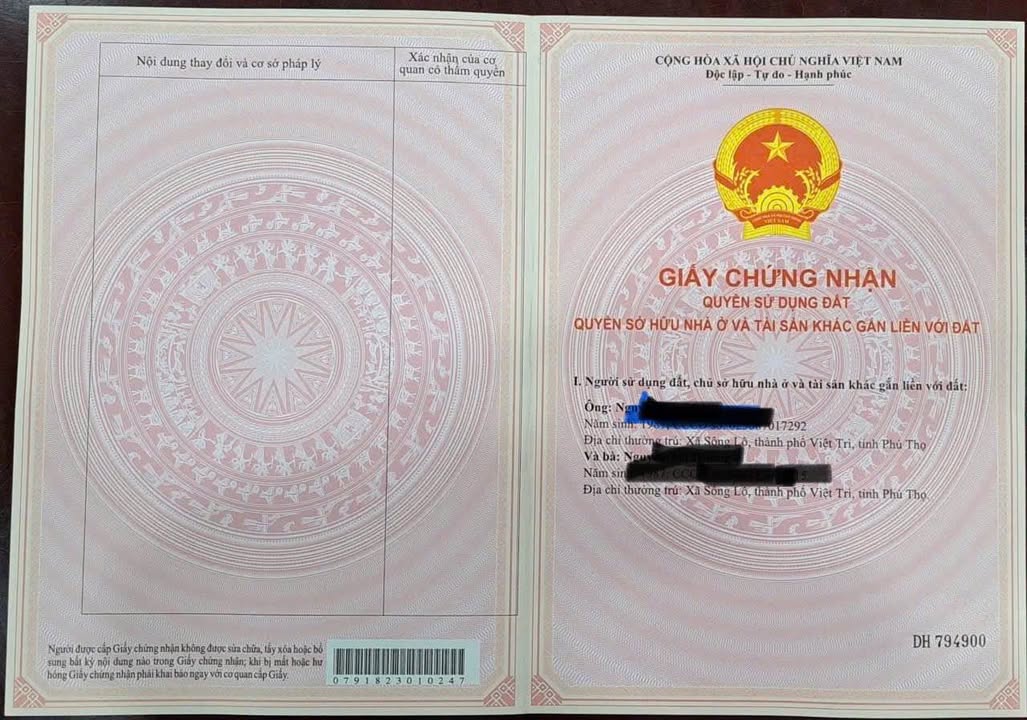 Nội dung thay đổi và cơ sở pháp lý
Xác nhận của cơ
quan có thẩm quyền
Người được cấp Giấy chứng nhận không được sửa chữa, tẩy xóa hoặc bổ
sung bất kỳ nội dung nào trong Giấy chứng nhận; khi bị mất hoặc hư
hỏng Giấy chứng nhận phải khai báo ngay với cơ quan cấp Giấy.
0791823010247
CỘNG HÒA XÃ HỘI CHỦ NGHĨA VIỆT NAM
Độc lập - Tự do - Hạnh phúc
VIỆT NAM
GIẤY CHỨNG NHẬN
QUYỀN SỬ DỤNG ĐẤT
QUYỀN SỞ HỮU NHÀ Ở VÀ TÀI SẢN KHÁC GẮN LIỀN VỚI ĐẤT
I. Người sử dụng đất, chủ sở hữu nhà ở và tài sản khác gắn liền với đất:
Ông:
Năm sinh: 017292
Địa chỉ thường trú: Xã Sông Lô, thành phố Việt Trì, tỉnh Phú Thọ
Và bà:
Năm
Địa chỉ thường trú: Xã Sông Lô, thành phố Việt Trì, tỉnh Phú Thọ.
DH 794900